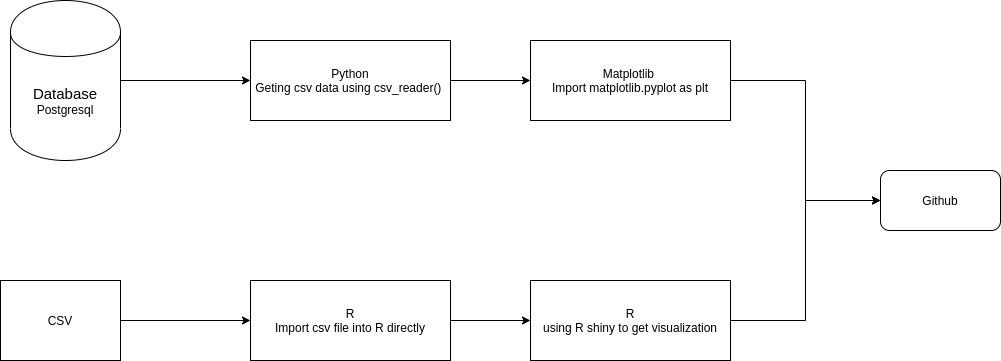 Database
Postgresql
Python
Geting csv data using csv_reader()
Matplotlib
Import matplotlib.pyplot as plt
Github
CSV
R
Import csv file into R directly
R
using R shiny to get visualization